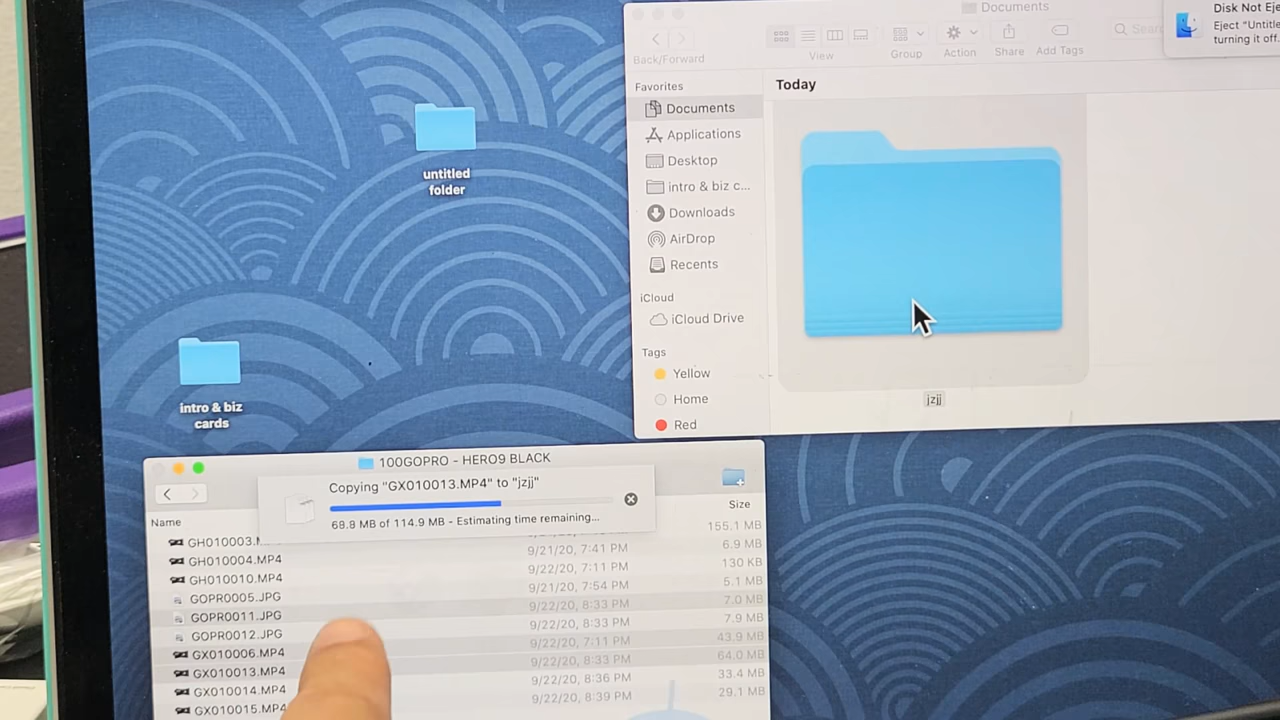 Documents
Disk Not Eje
Eject "Untitle
turning it off.
Back/Forward
View
Group
Action
Share
Add Tags
Sear
Favorites
Documents
Applications
Desktop
intro & biz c...
Downloads
AirDrop
Recents
iCloud
iCloud Drive
Tags
Yellow
Home
Red
Today
jzjj
untitled
folder
intro & biz
cards
100GOPRO - HERO9 BLACK
Copying "GX010013.MP4" to "jzjj"
68.8 MB of 114.9 MB - Estimating time remaining...
Name
Size
GH010003.M
155.1 MB
GH010004.MP4
9/21/20, 7:41 PM
6.9 MB
GH010010.MP4
9/22/20, 7:11 PM
130 KB
GOPR0005.JPG
9/21/20, 7:54 PM
5.1 MB
GOPR0011.JPG
9/22/20, 8:33 PM
7.0 MB
GOPR0012.JPG
9/22/20, 8:33 PM
7.9 MB
GX010006.MP4
9/22/20, 7:11 PM
43.9 MB
GX010013.MP4
9/22/20, 8:33 PM
64.0 MB
GX010014.MP4
9/22/20, 8:36 PM
33.4 MB
GX010015.MP4
9/22/20, 8:39 PM
29.1 MB